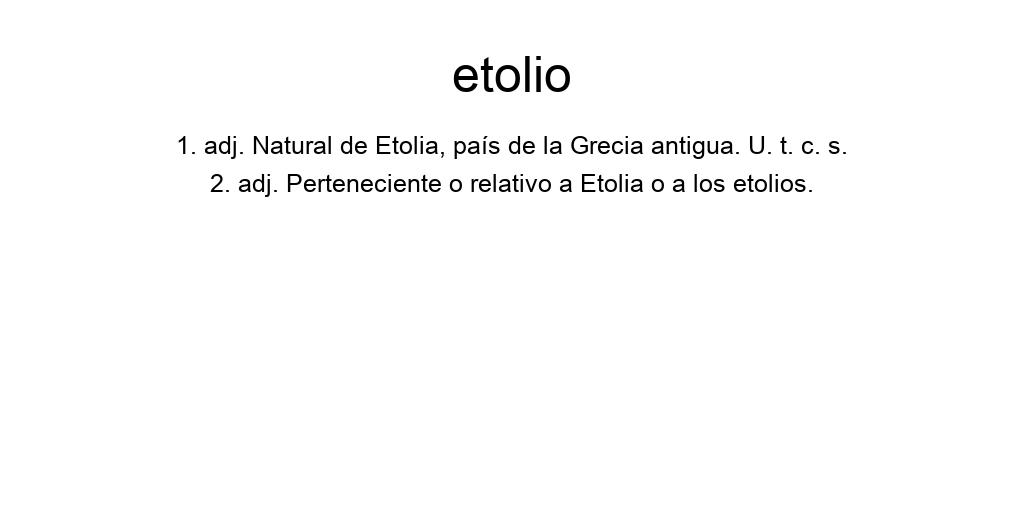 etolio
1. adj. Natural de Etolia, país de la Grecia antigua. U. t. c. s.
2. adj. Perteneciente o relativo a Etolia o a los etolios.